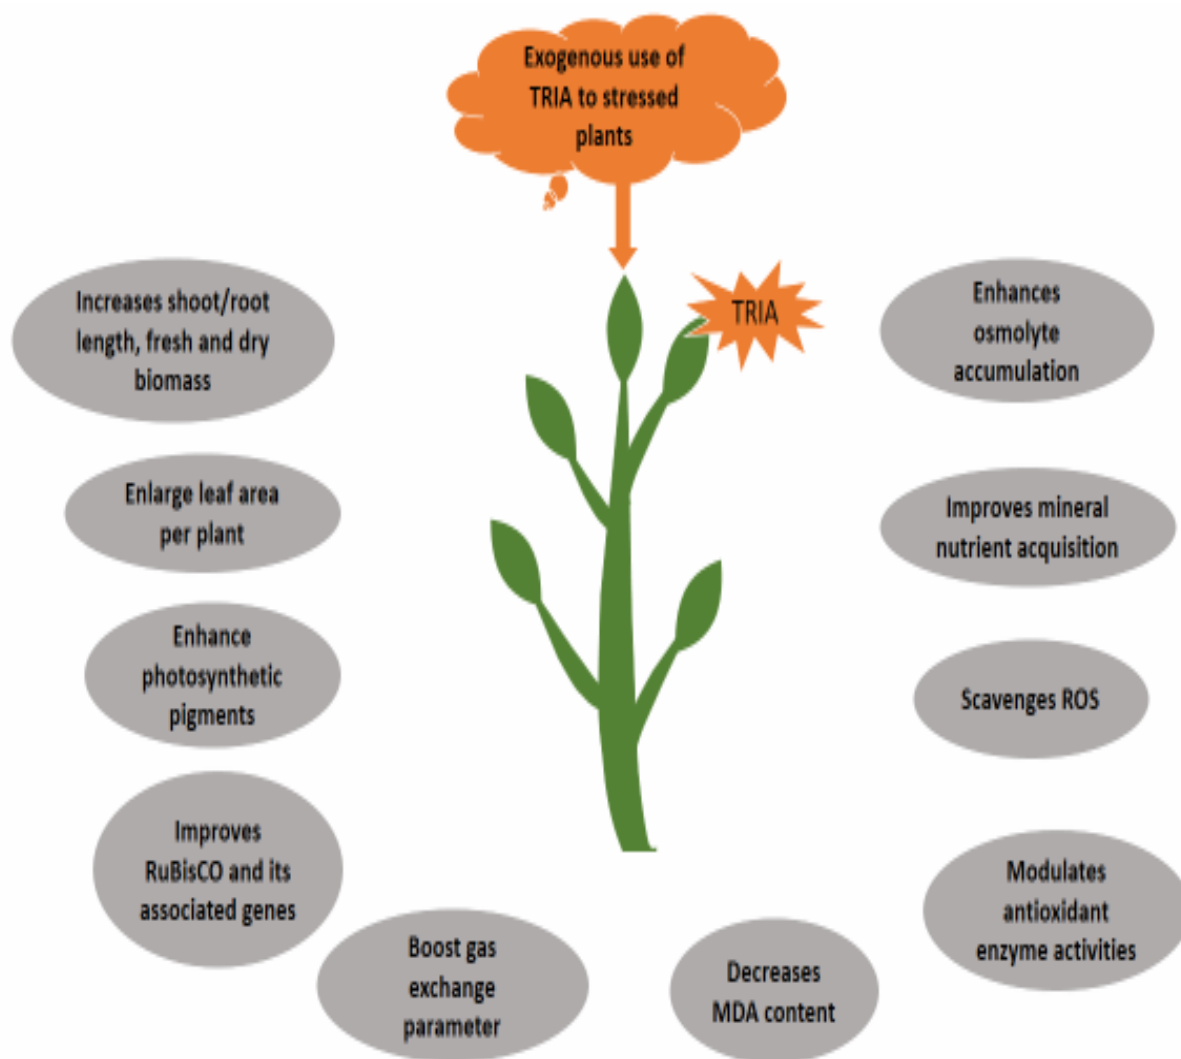 Exogenous use of
TRIA to stressed
plants
TRIA
Increases shoot/root
length, fresh and dry
biomass
Enlarge leaf area
per plant
Enhance
photosynthetic
pigments
Improves
RuBisCO and its
associated genes
Boost gas
exchange
parameter
Decreases
MDA content
Modulates
antioxidant
enzyme activities
Scavenges ROS
Improves mineral
nutrient acquisition
Enhances
osmolyte
accumulation